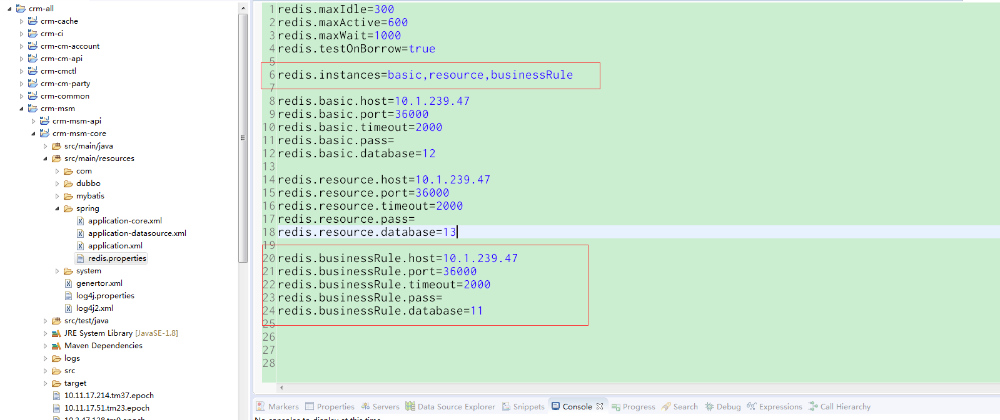 crm-all
crm-cache
crm-ci
crm-cm-account
crm-cm-api
crm-cmctl
crm-cm-party
crm-common
crm-msm
crm-msm-api
crm-msm-core
src/main/java
src/main/resources
com
dubbo
mybatis
spring
application-core.xml
application-datasource.xml
application.xml
redis.properties
system
genertor.xml
log4j.properties
log4j2.xml
src/test/java
JRE System Library [JavaSE-1.8]
Maven Dependencies
logs
src
target
10.11.17.214.tm37.epoch
10.11.17.51.tm23.epoch
1 redis.maxIdle=300
2 redis.maxActive=600
3 redis.maxWait=1000
4 redis.testOnBorrow=true
5
6 redis.instances=basic,resource,businessRule
7
8 redis.basic.host=10.1.239.47
9 redis.basic.port=36000
10 redis.basic.timeout=2000
11 redis.basic.pass=
12 redis.basic.database=12
13
14 redis.resource.host=10.1.239.47
15 redis.resource.port=36000
16 redis.resource.timeout=2000
17 redis.resource.pass=
18 redis.resource.database=13
19
20 redis.businessRule.host=10.1.239.47
21 redis.businessRule.port=36000
22 redis.businessRule.timeout=2000
23 redis.businessRule.pass=
24 redis.businessRule.database=11
25
26
27
28
Markers Properties Servers Data Source Explorer Snippets Console Progress Search Debug Expressions Call Hierarchy
No consoles to display at this time.